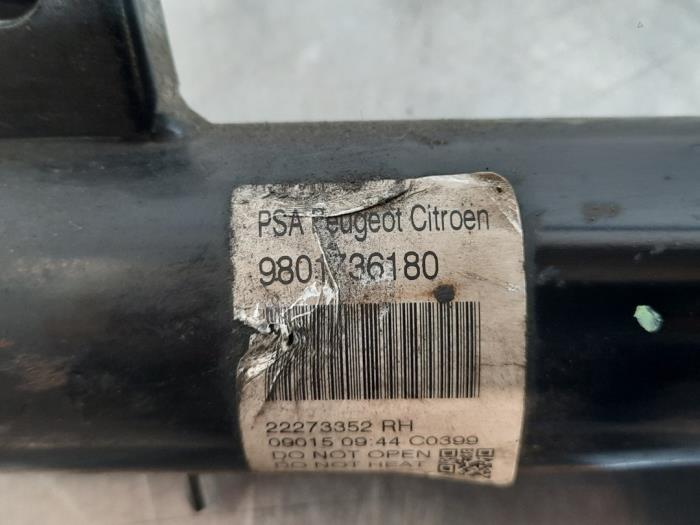 PSA Peugeot Citroen
9801736180
22273352 RH
09015 09:44 C0399
DO NOT OPEN
DO NOT HEAT